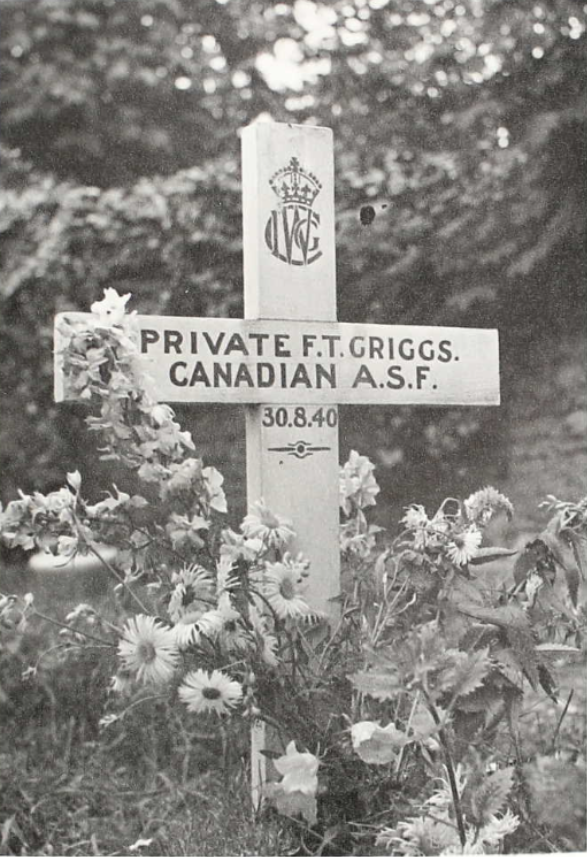 PRIVATE F.T. GRIGGS.
CANADIAN A.S.F.
30.8.40